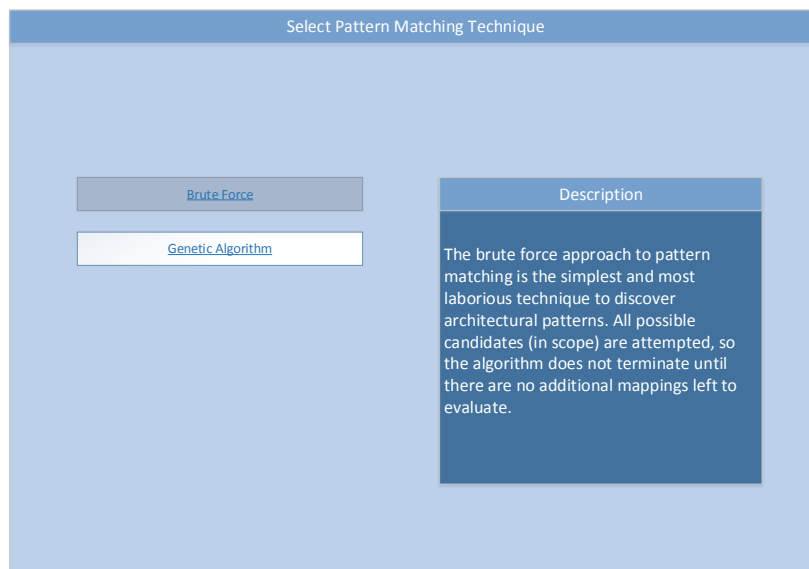 Select Pattern Matching Technique
Brute Force
Genetic Algorithm
Description
The brute force approach to pattern
matching is the simplest and most
laborious technique to discover
architectural patterns. All possible
candidates (in scope) are attempted, so
the algorithm does not terminate until
there are no additional mappings left to
evaluate.